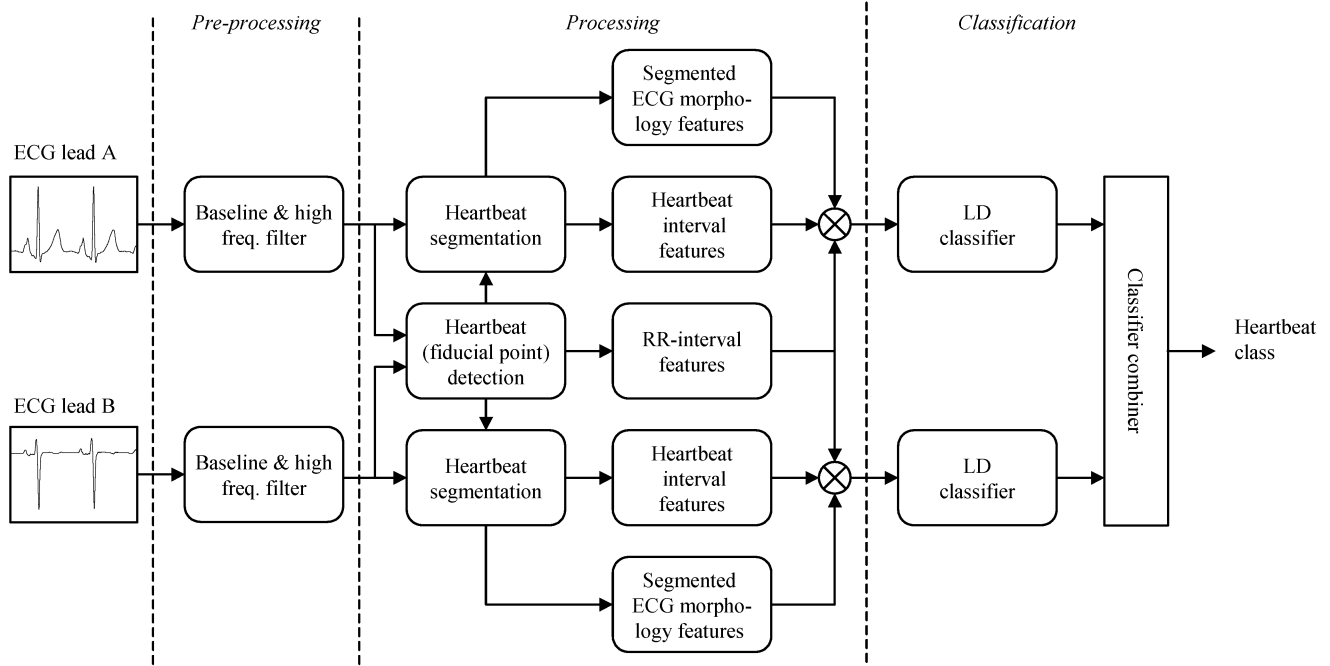 Pre-processing
Processing
Classification
Segmented
ECG morpho-
logy features
ECG lead A
Baseline & high
freq. filter
Heartbeat
segmentation
Heartbeat
interval
features
LD
classifier
Heartbeat
(fiducial point)
detection
RR-interval
features
Classifier combiner
Heartbeat
class
ECG lead B
Baseline & high
freq. filter
Heartbeat
segmentation
Heartbeat
interval
features
LD
classifier
Segmented
ECG morpho-
logy features